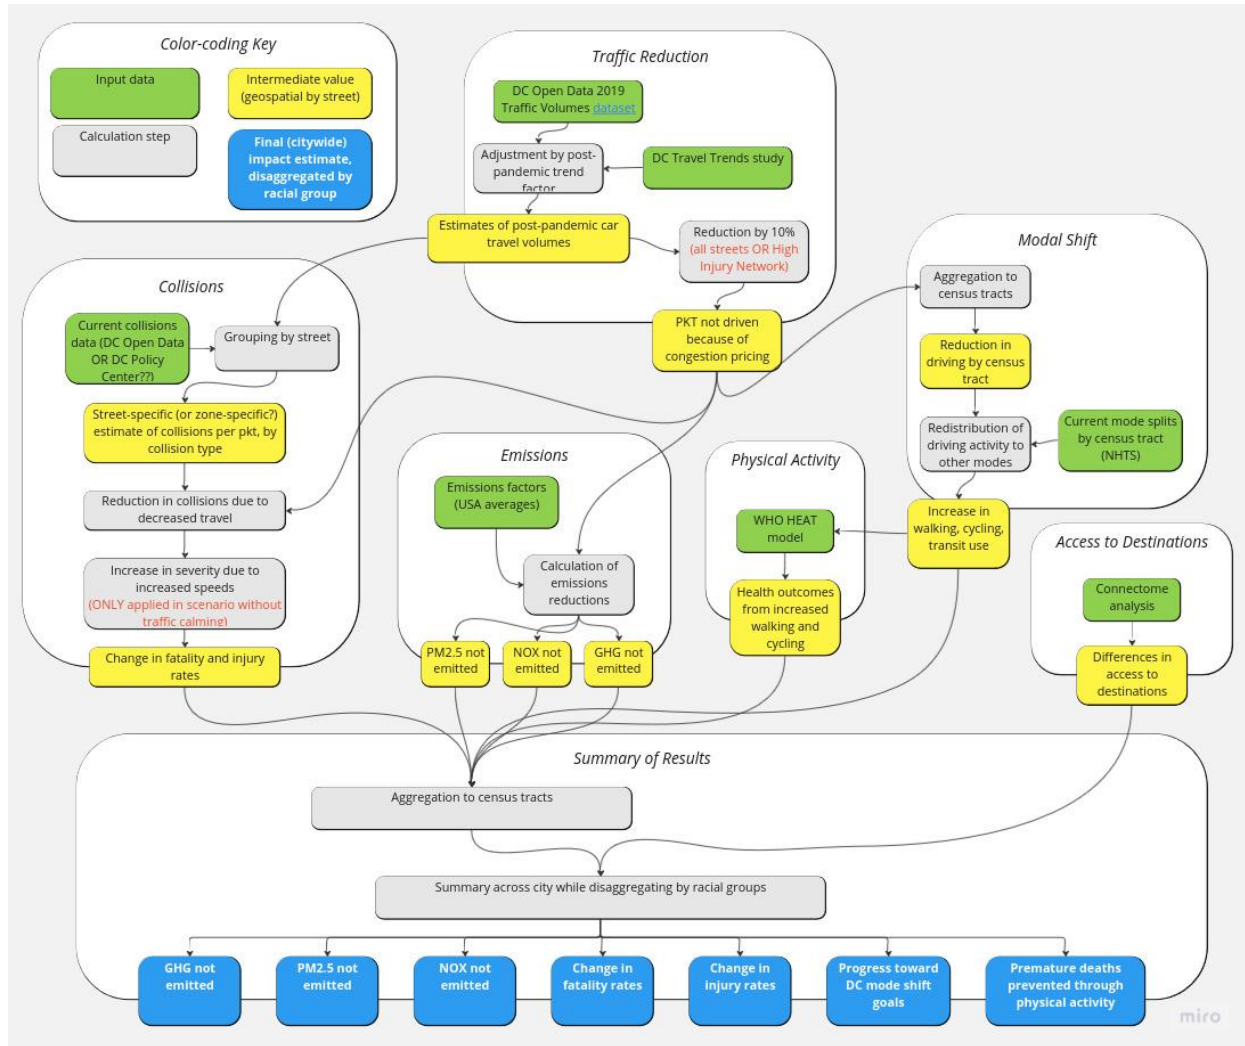 Color-coding Key
Input data
Intermediate value
(geospatial by street)
Calculation step
Final (citywide)
impact estimate,
disaggregated by
racial group
Traffic Reduction
DC Open Data 2019
Traffic Volumes dataset
Adjustment by post-
pandemic trend
factor
DC Travel Trends study
Estimates of post-pandemic car
travel volumes
Reduction by 10%
(all streets OR High
Injury Network)
PKT not driven
because of
congestion pricing
Modal Shift
Aggregation to
census tracts
Reduction in
driving by census
tract
Redistribution of
driving activity to
other modes
Current mode splits
by census tract
(NHTS)
Increase in
walking, cycling,
transit use
Collisions
Current collisions
data (DC Open Data
OR DC Policy
Center??)
Grouping by street
Street-specific (or zone-specific?)
estimate of collisions per pkt, by
collision type
Reduction in collisions due to
decreased travel
Increase in severity due to
increased speeds
(ONLY applied in scenario without
traffic calming)
Change in fatality and injury
rates
Emissions
Emissions factors
(USA averages)
Calculation of
emissions
reductions
PM2.5 not
emitted
NOX not
emitted
GHG not
emitted
Physical Activity
WHO HEAT
model
Health outcomes
from increased
walking and
cycling
Access to Destinations
Connectome
analysis
Differences in
access to
destinations
Summary of Results
Aggregation to census tracts
Summary across city while disaggregating by racial groups
GHG not
emitted
PM2.5 not
emitted
NOX not
emitted
Change in
fatality rates
Change in
injury rates
Progress toward
DC mode shift
goals
Premature deaths
prevented through
physical activity
miro